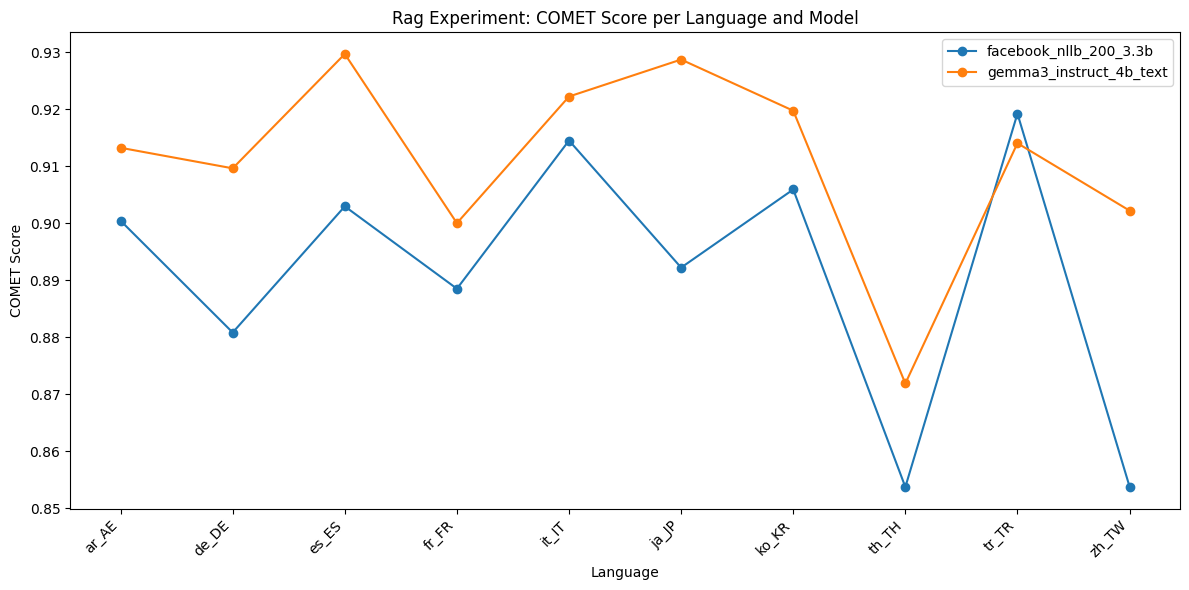 Rag Experiment: COMET Score per Language and Model
facebook_nllb_200_3.3b
gemma3_instruct_4b_text
COMET Score
0.93
0.92
0.91
0.90
0.89
0.88
0.87
0.86
0.85
ar_AE
de_DE
es_ES
fr_FR
it_IT
ja_JP
ko_KR
th_TH
tr_TR
zh_TW
Language